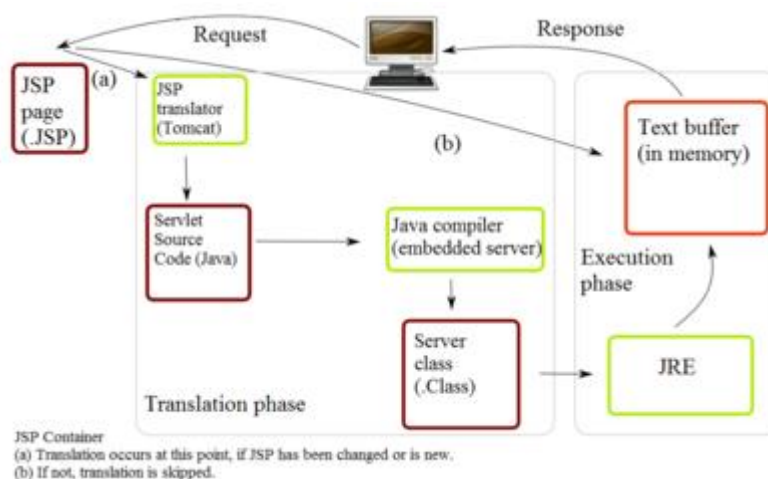 Request
Response
JSP
page
(.JSP)
(a)
JSP
translator
(Tomcat)
(b)
Text buffer
(in memory)
Servlet
Source
Code (Java)
Java compiler
(embedded server)
Execution
phase
Server
class
(.Class)
JRE
Translation phase
JSP Container
(a) Translation occurs at this point, if JSP has been changed or is new.
(b) If not, translation is skipped.